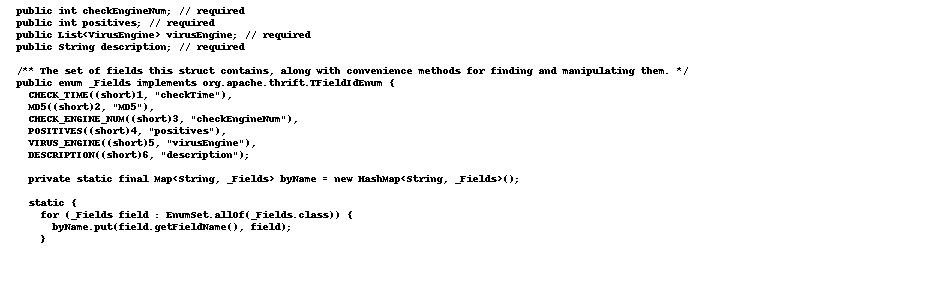 public int checkEngineNum; // required
public int positives; // required
public List<VirusEngine> virusEngine; // required
public String description; // required
/** The set of fields this struct contains, along with convenience methods for finding and manipulating them. */
public enum _Fields implements org.apache.thrift.TFieldIdEnum {
CHECK_TIME((short)1, "checkTime"),
MD5((short)2, "MD5"),
CHECK_ENGINE_NUM((short)3, "checkEngineNum"),
POSITIVES((short)4, "positives"),
VIRUS_ENGINE((short)5, "virusEngine"),
DESCRIPTION((short)6, "description");
private static final Map<String, _Fields> byName = new HashMap<String, _Fields>();
static {
for (_Fields field : EnumSet.allOf(_Fields.class)) {
byName.put(field.getFieldName(), field);
}